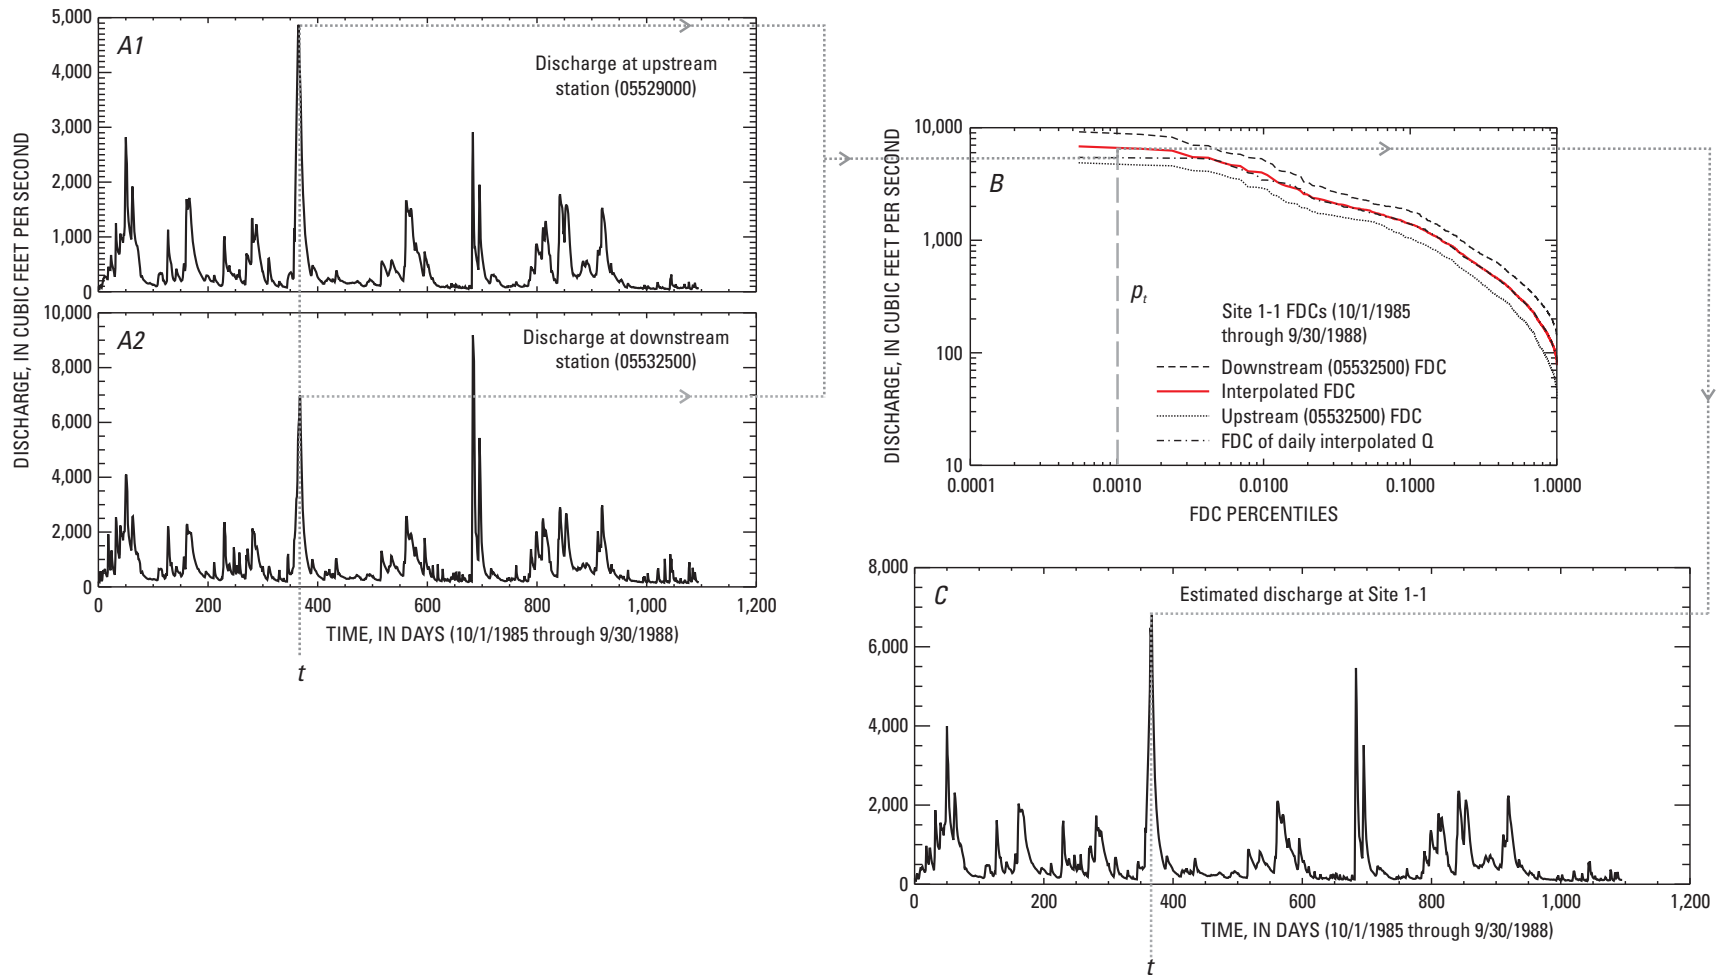 DISCHARGE, IN CUBIC FEET PER SECOND
A1
5,000
4,000
3,000
2,000
1,000
0
Discharge at upstream
station (05529000)
A2
10,000
8,000
6,000
4,000
2,000
0
Discharge at downstream
station (05532500)
0
200
400
600
800
1,000
1,200
TIME, IN DAYS (10/1/1985 through 9/30/1988)
t
DISCHARGE, IN CUBIC FEET PER SECOND
B
10,000
1,000
100
10
pt
Site 1-1 FDCs (10/1/1985
through 9/30/1988)
Downstream (05532500) FDC
Interpolated FDC
Upstream (05532500) FDC
FDC of daily interpolated Q
0.0001
0.0010
0.0100
0.1000
1.0000
FDC PERCENTILES
C
8,000
6,000
4,000
2,000
0
Estimated discharge at Site 1-1
0
200
400
600
800
1,000
1,200
TIME, IN DAYS (10/1/1985 through 9/30/1988)
t